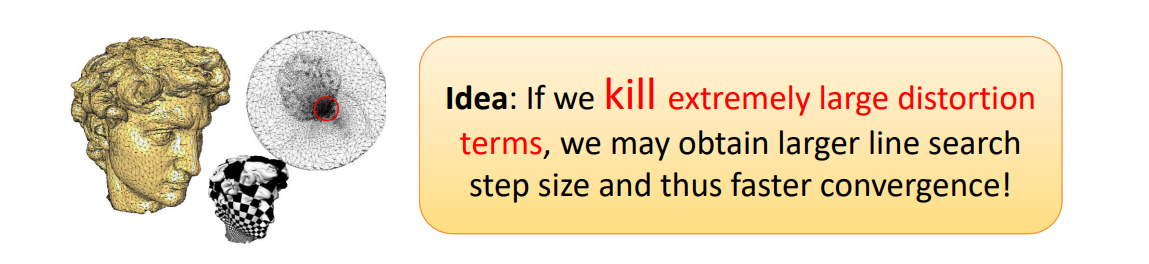 Idea: If we kill extremely large distortion
terms, we may obtain larger line search
step size and thus faster convergence!